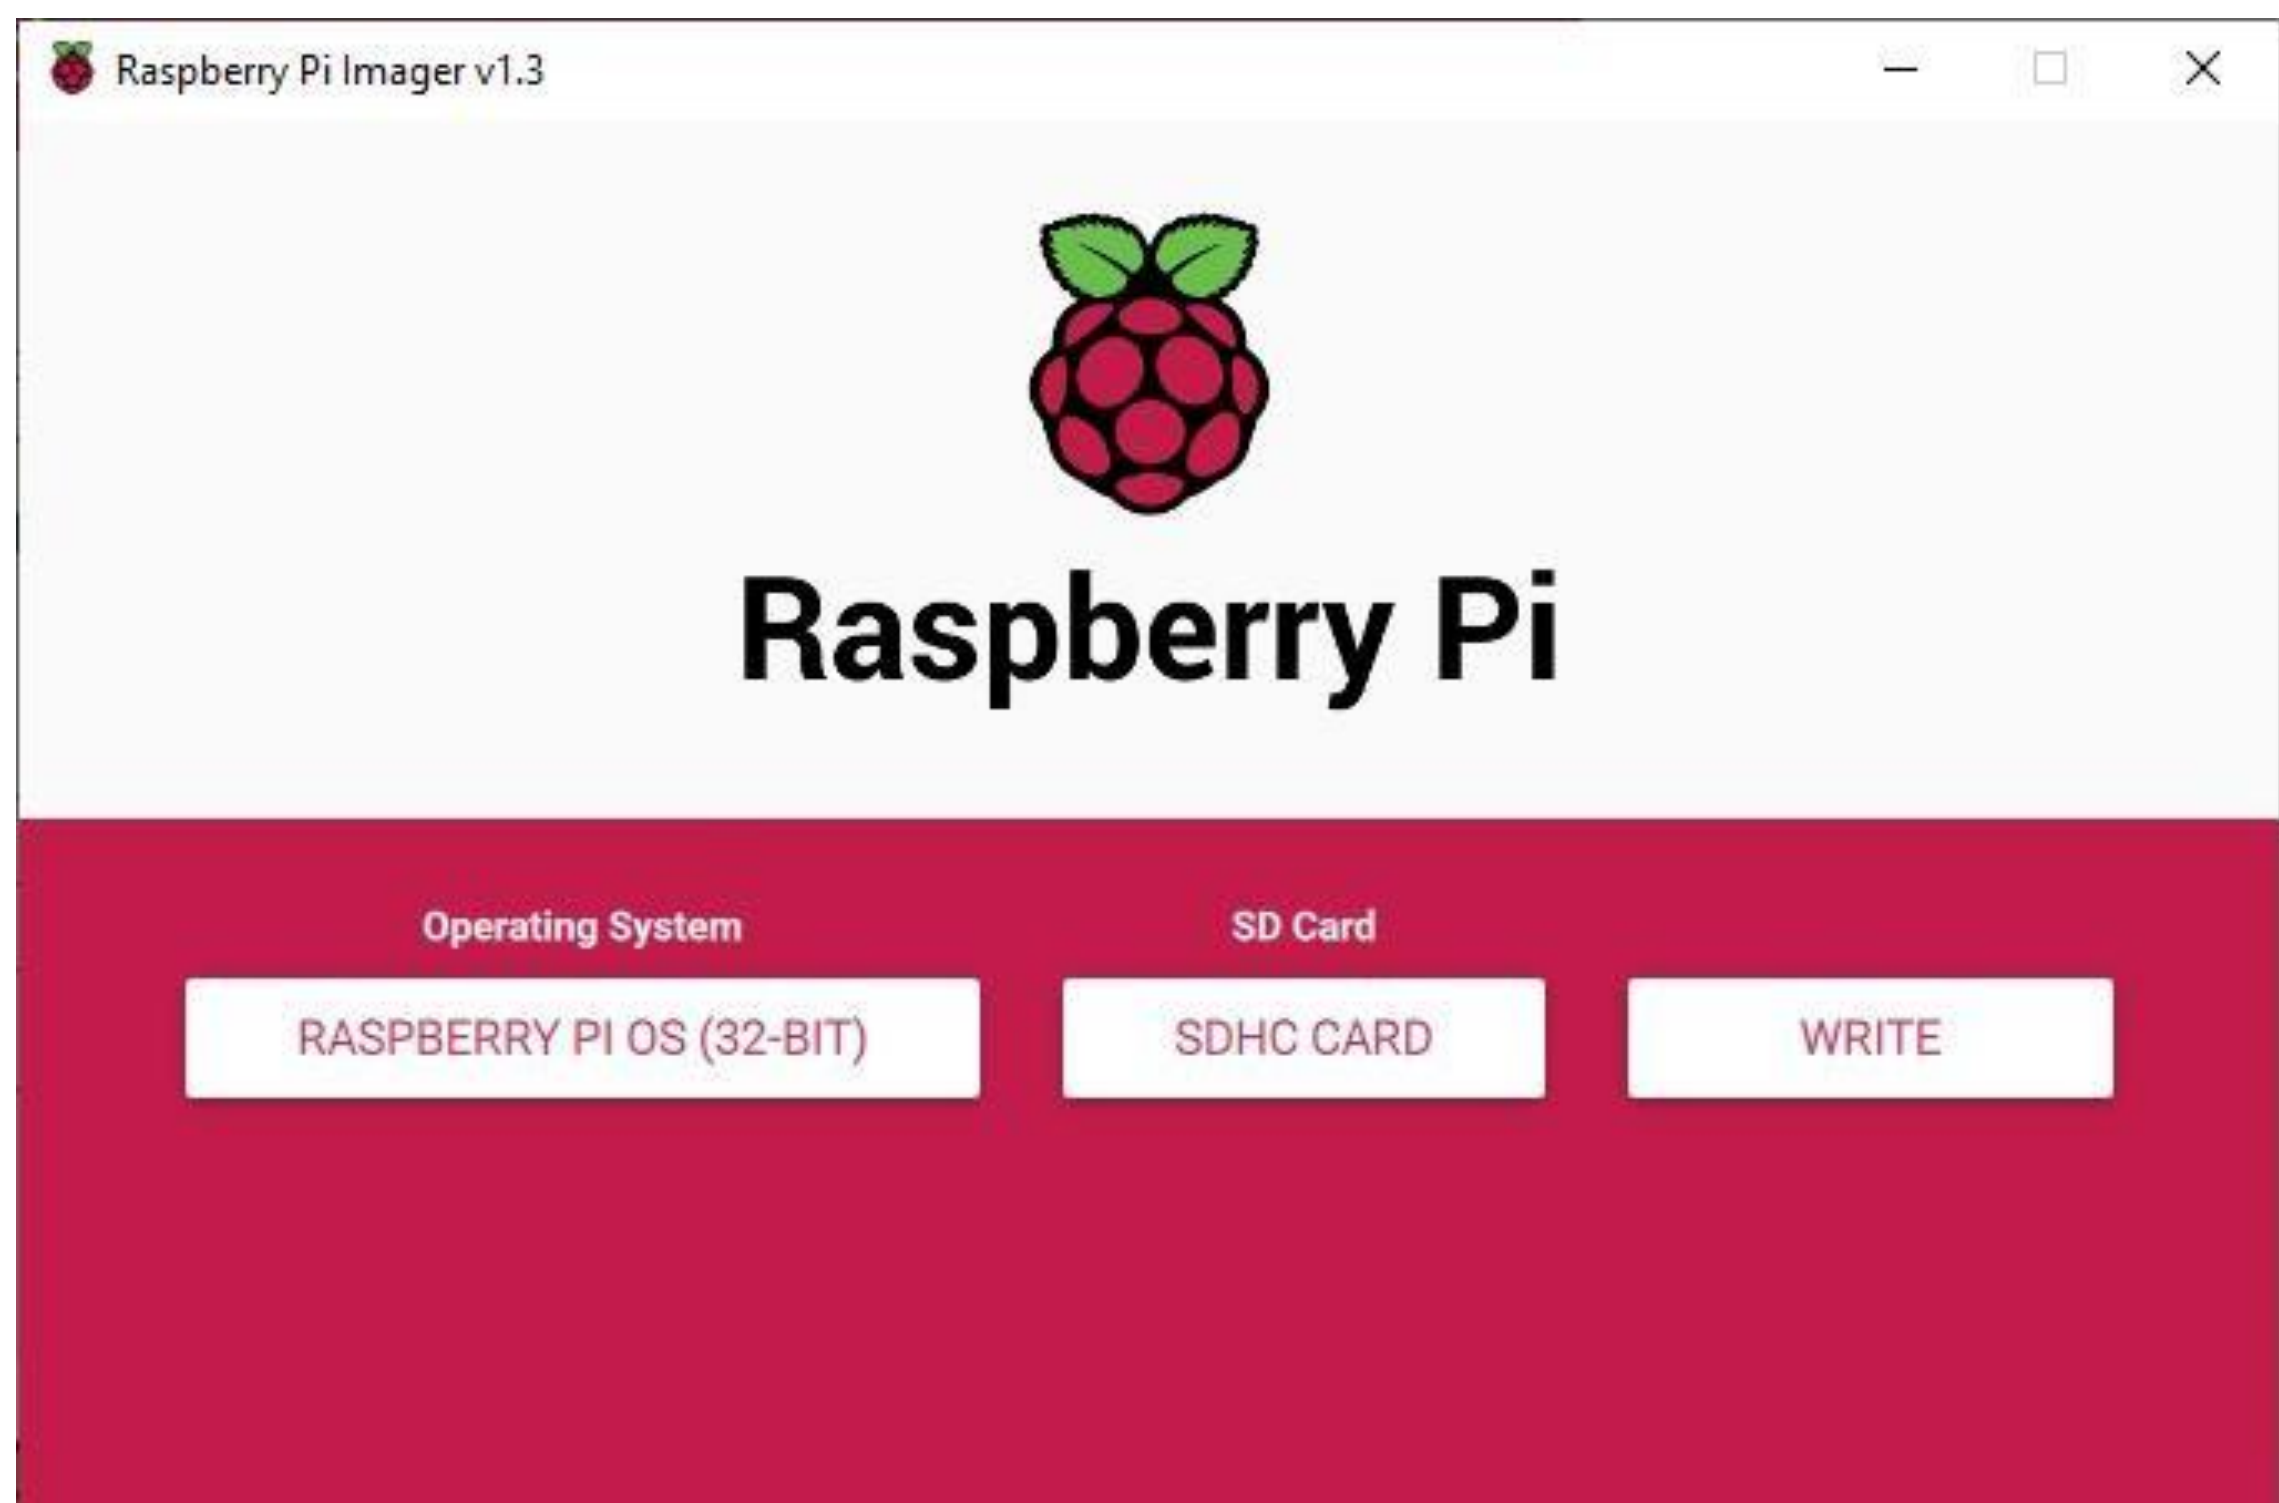 Raspberry Pi Imager v1.3
Raspberry Pi
Operating System
SD Card
RASPBERRY PI OS (32-BIT)
SDHC CARD
WRITE